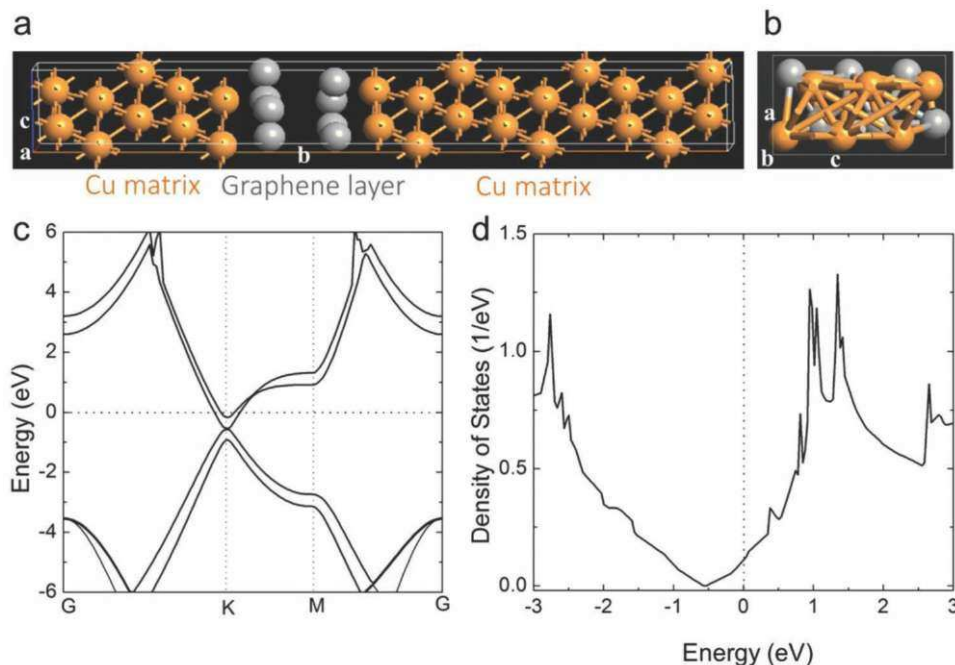 a
c
a
b
Cu matrix Graphene layer Cu matrix
b
a
b
c
c
Energy (eV)
6
4
2
0
-2
-4
-6
G K M G
d
Density of States (1/eV)
1.5
1.0
0.5
0.0
-3 -2 -1 0 1 2 3
Energy (eV)